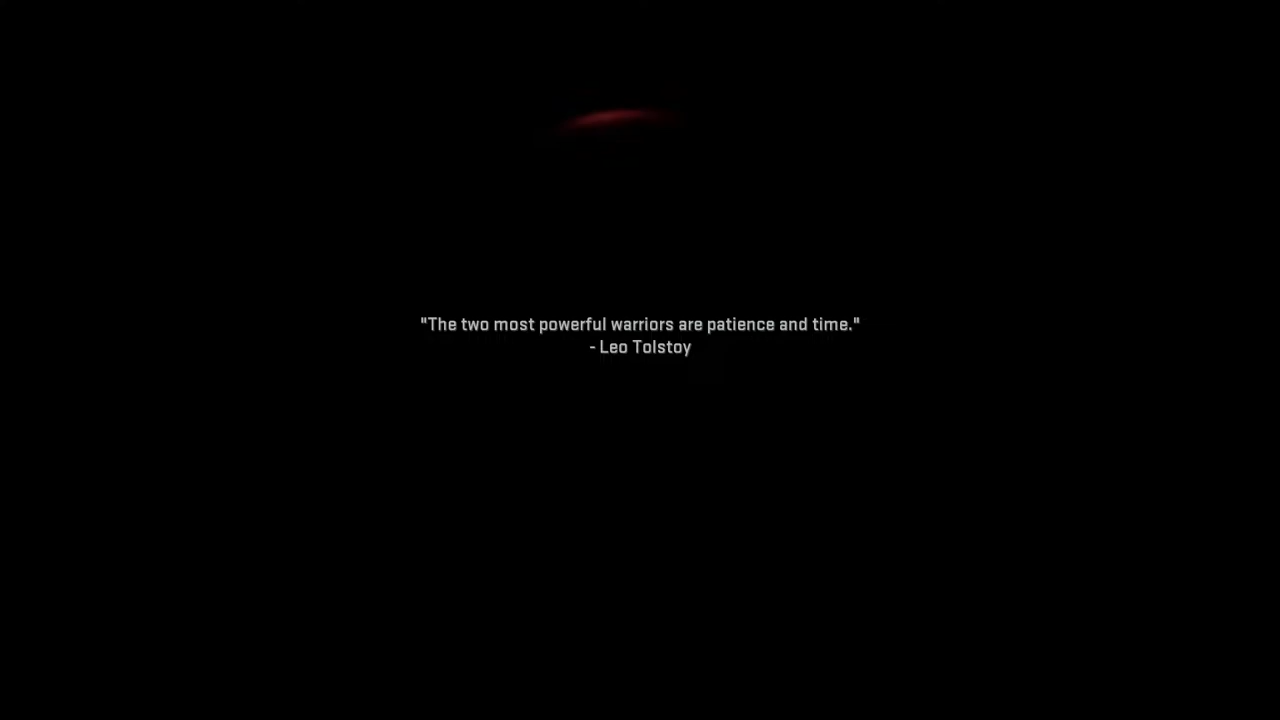 "The two most powerful warriors are patience and time."
- Leo Tolstoy